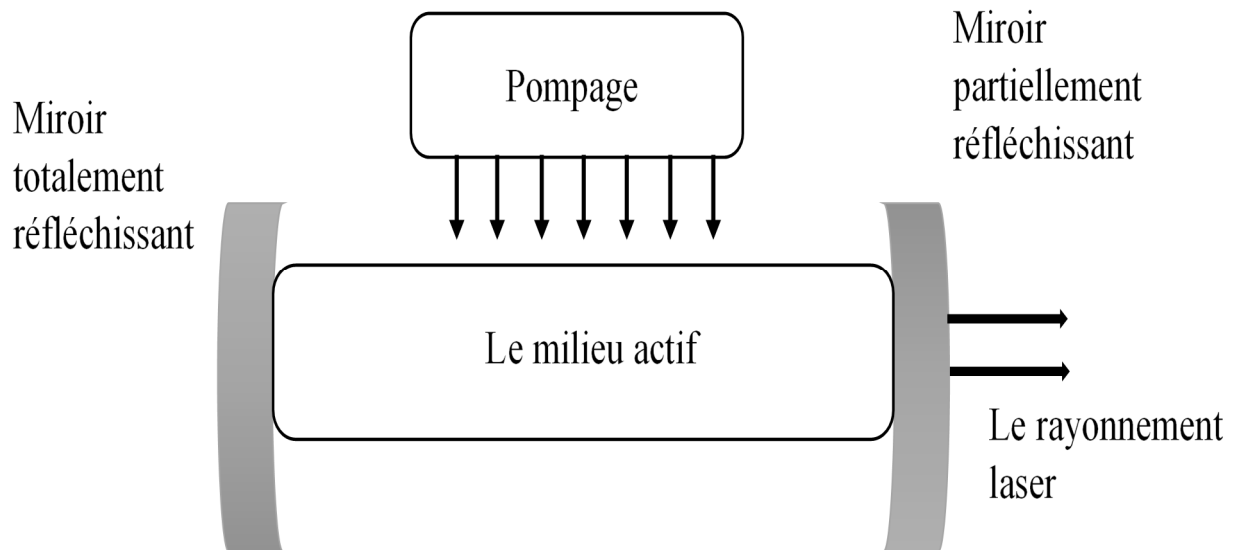 Miroir
totalement
réfléchissant
Pompage
Miroir
partiellement
réfléchissant
Le milieu actif
Le rayonnement
laser